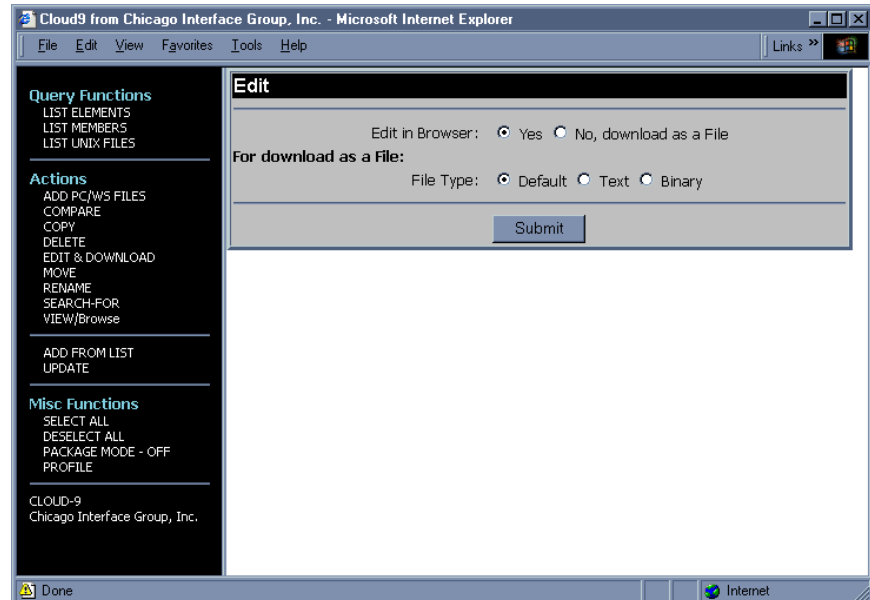 Cloud9 from Chicago Interface Group, Inc. - Microsoft Internet Explorer
File Edit View Favorites Tools Help Links »
Query Functions
LIST ELEMENTS
LIST MEMBERS
LIST UNIX FILES
Actions
ADD PC/WS FILES
COMPARE
COPY
DELETE
EDIT & DOWNLOAD
MOVE
RENAME
SEARCH-FOR
VIEW/Browse
ADD FROM LIST
UPDATE
Misc Functions
SELECT ALL
DESELECT ALL
PACKAGE MODE - OFF
PROFILE
CLOUD-9
Chicago Interface Group, Inc.
Edit
Edit in Browser: Yes No, download as a File
For download as a File:
File Type: Default Text Binary
Submit
Done Internet